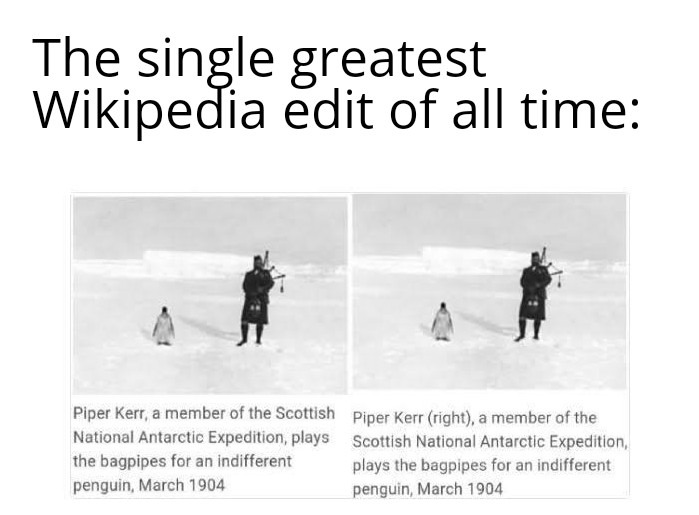 The single greatest
Wikipedia edit of all time:
Piper Kerr, a member of the Scottish
National Antarctic Expedition, plays
the bagpipes for an indifferent
penguin, March 1904
Piper Kerr (right), a member of the
Scottish National Antarctic Expedition,
plays the bagpipes for an indifferent
penguin, March 1904